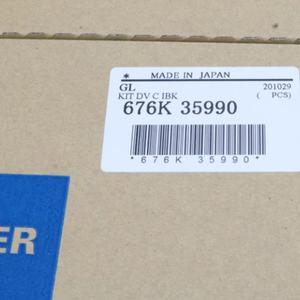 * MADE IN JAPAN
GL 201029
KIT DV C IBK ( PCS)
676K 35990
*676K 35990*
ER